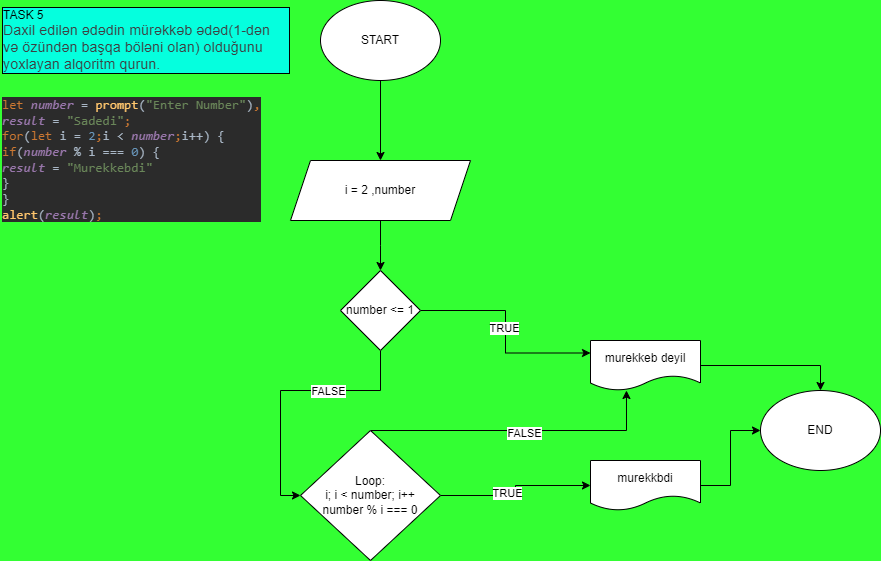 TASK 5
Daxil edilən ədədin mürəkkəb ədəd(1-dən
və özündən başqa böləni olan) olduğunu
yoxlayan alqoritm qurun.
let number = prompt("Enter Number"),
result = "Sadedi";
for(let i = 2;i < number;i++) {
if(number % i === 0) {
result = "Murekkebdi"
}
}
alert(result);
START
i = 2 ,number
number <= 1
TRUE
murekkeb deyil
FALSE
END
FALSE
Loop:
i; i < number; i++
number % i === 0
TRUE
murekkbdi